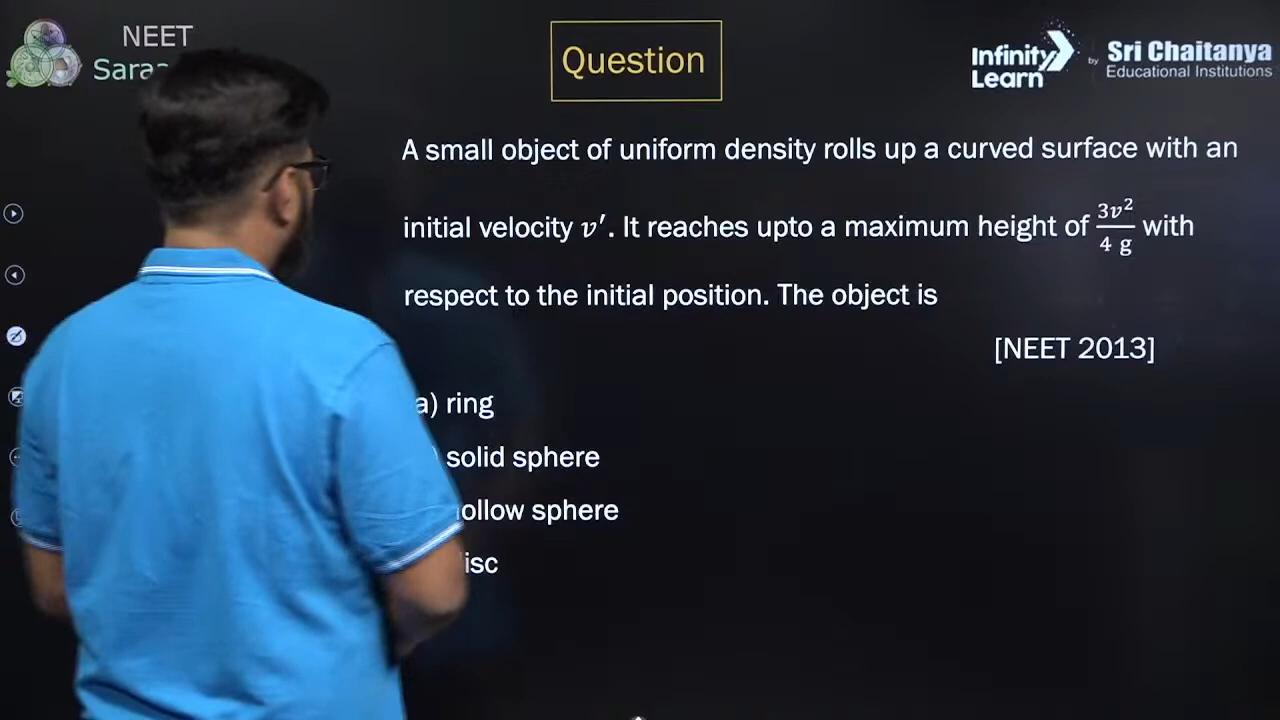 NEET
Question
Infinity Learn
by
Sri Chaitanya
Educational Institutions
A small object of uniform density rolls up a curved surface with an
initial velocity v′. It reaches upto a maximum height of 3v²/4 g with
respect to the initial position. The object is
[NEET 2013]
a) ring
) solid sphere
ollow sphere
isc